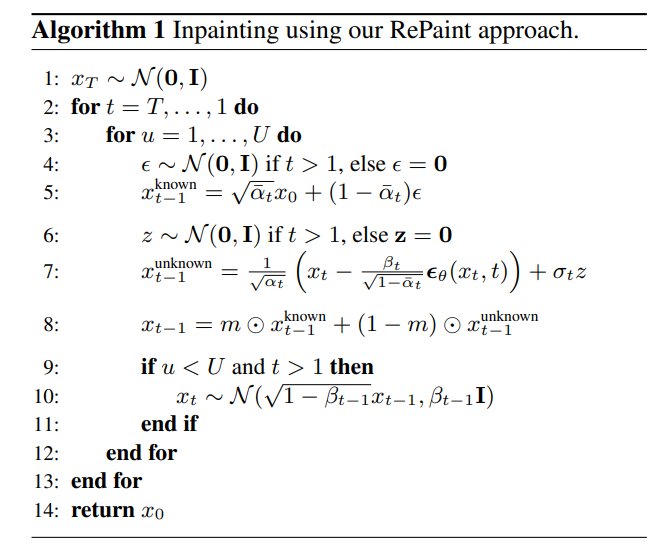 Algorithm 1 Inpainting using our RePaint approach.
1: $x_T \sim \mathcal{N}(\mathbf{0}, \mathbf{I})$
2: for $t = T, \ldots, 1$ do
3: for $u = 1, \ldots, U$ do
4: $\epsilon \sim \mathcal{N}(\mathbf{0}, \mathbf{I})$ if $t > 1$, else $\epsilon = \mathbf{0}$
5: $x_{t-1}^{\text{known}} = \sqrt{\bar{\alpha}_t} x_0 + (1 - \bar{\alpha}_t)\epsilon$
6: $z \sim \mathcal{N}(\mathbf{0}, \mathbf{I})$ if $t > 1$, else $\mathbf{z} = \mathbf{0}$
7: $x_{t-1}^{\text{unknown}} = \frac{1}{\sqrt{\alpha_t}} \left( x_t - \frac{\beta_t}{\sqrt{1 - \bar{\alpha}_t}} \boldsymbol{\epsilon}_\theta(x_t, t) \right) + \sigma_t z$
8: $x_{t-1} = m \odot x_{t-1}^{\text{known}} + (1 - m) \odot x_{t-1}^{\text{unknown}}$
9: if $u < U$ and $t > 1$ then
10: $x_t \sim \mathcal{N}(\sqrt{1 - \beta_{t-1}} x_{t-1}, \beta_{t-1} \mathbf{I})$
11: end if
12: end for
13: end for
14: return $x_0$